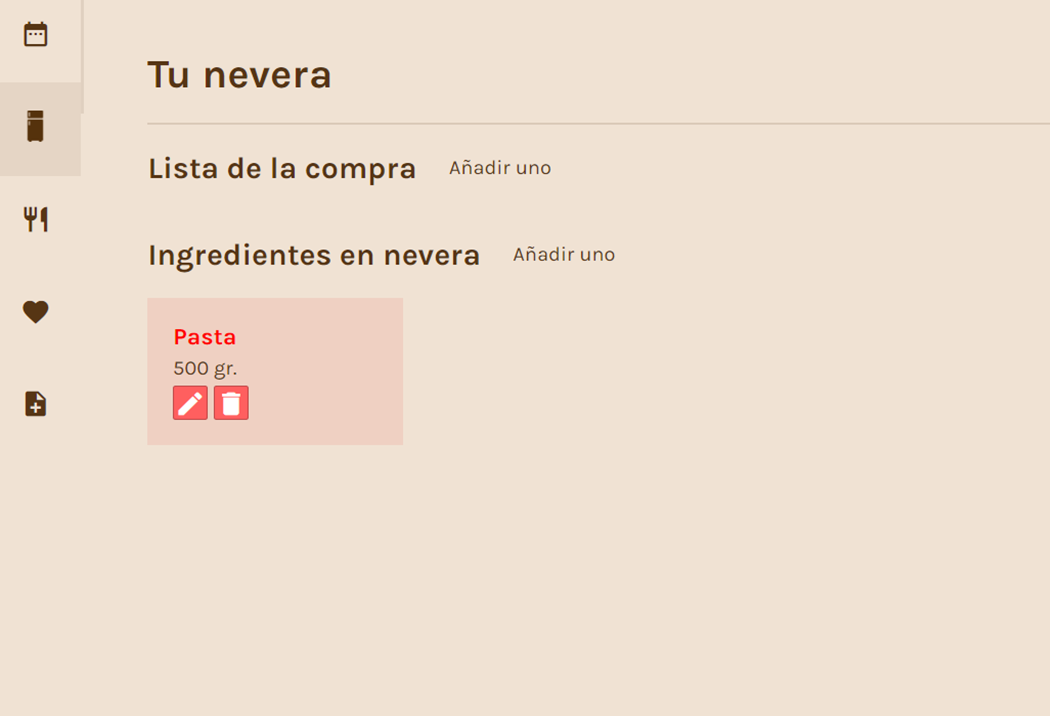 Tu nevera
Lista de la compra Añadir uno
Ingredientes en nevera Añadir uno
Pasta
500 gr.